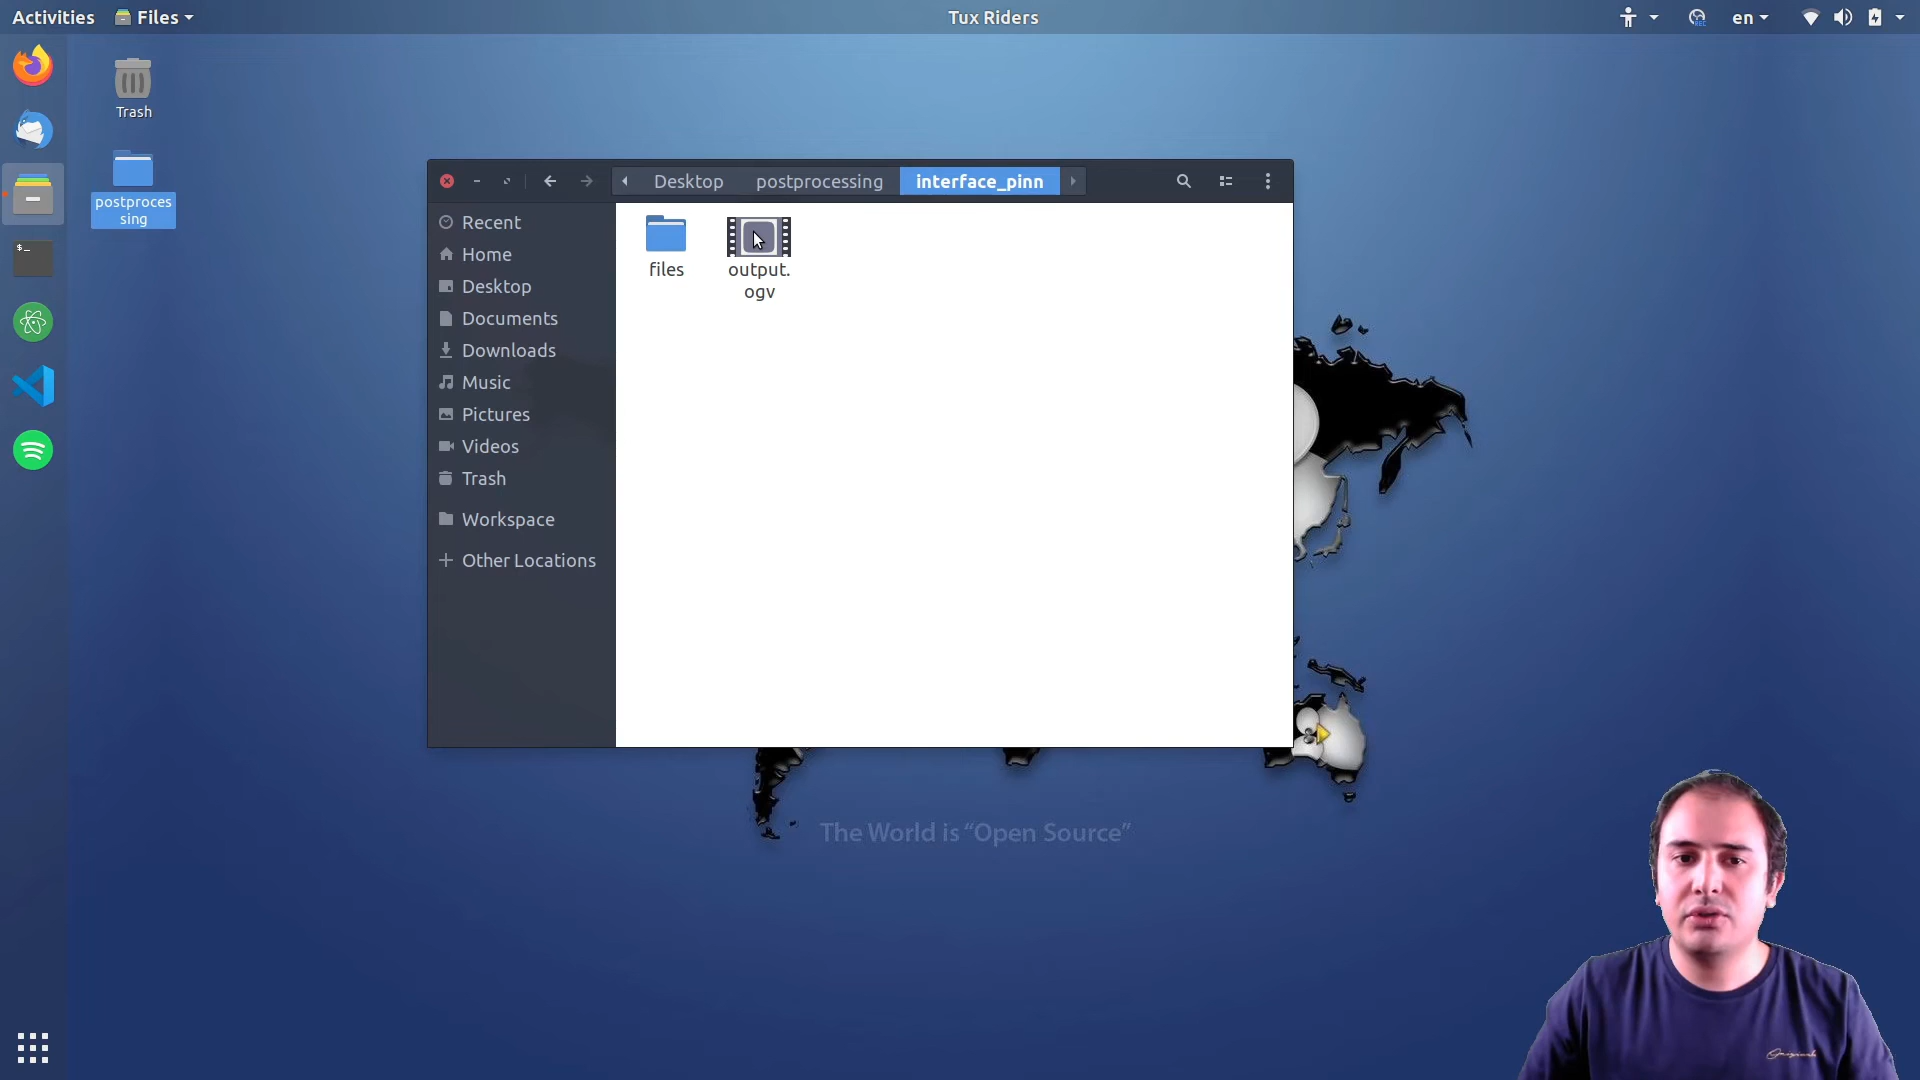 Activities
Files
Tux Riders
en
Trash
postproces
sing
Desktop
postprocessing
interface_pinn
Recent
Home
Desktop
Documents
Downloads
Music
Pictures
Videos
Trash
Workspace
Other Locations
files
output.
ogv
$_
The World is “Open Source”